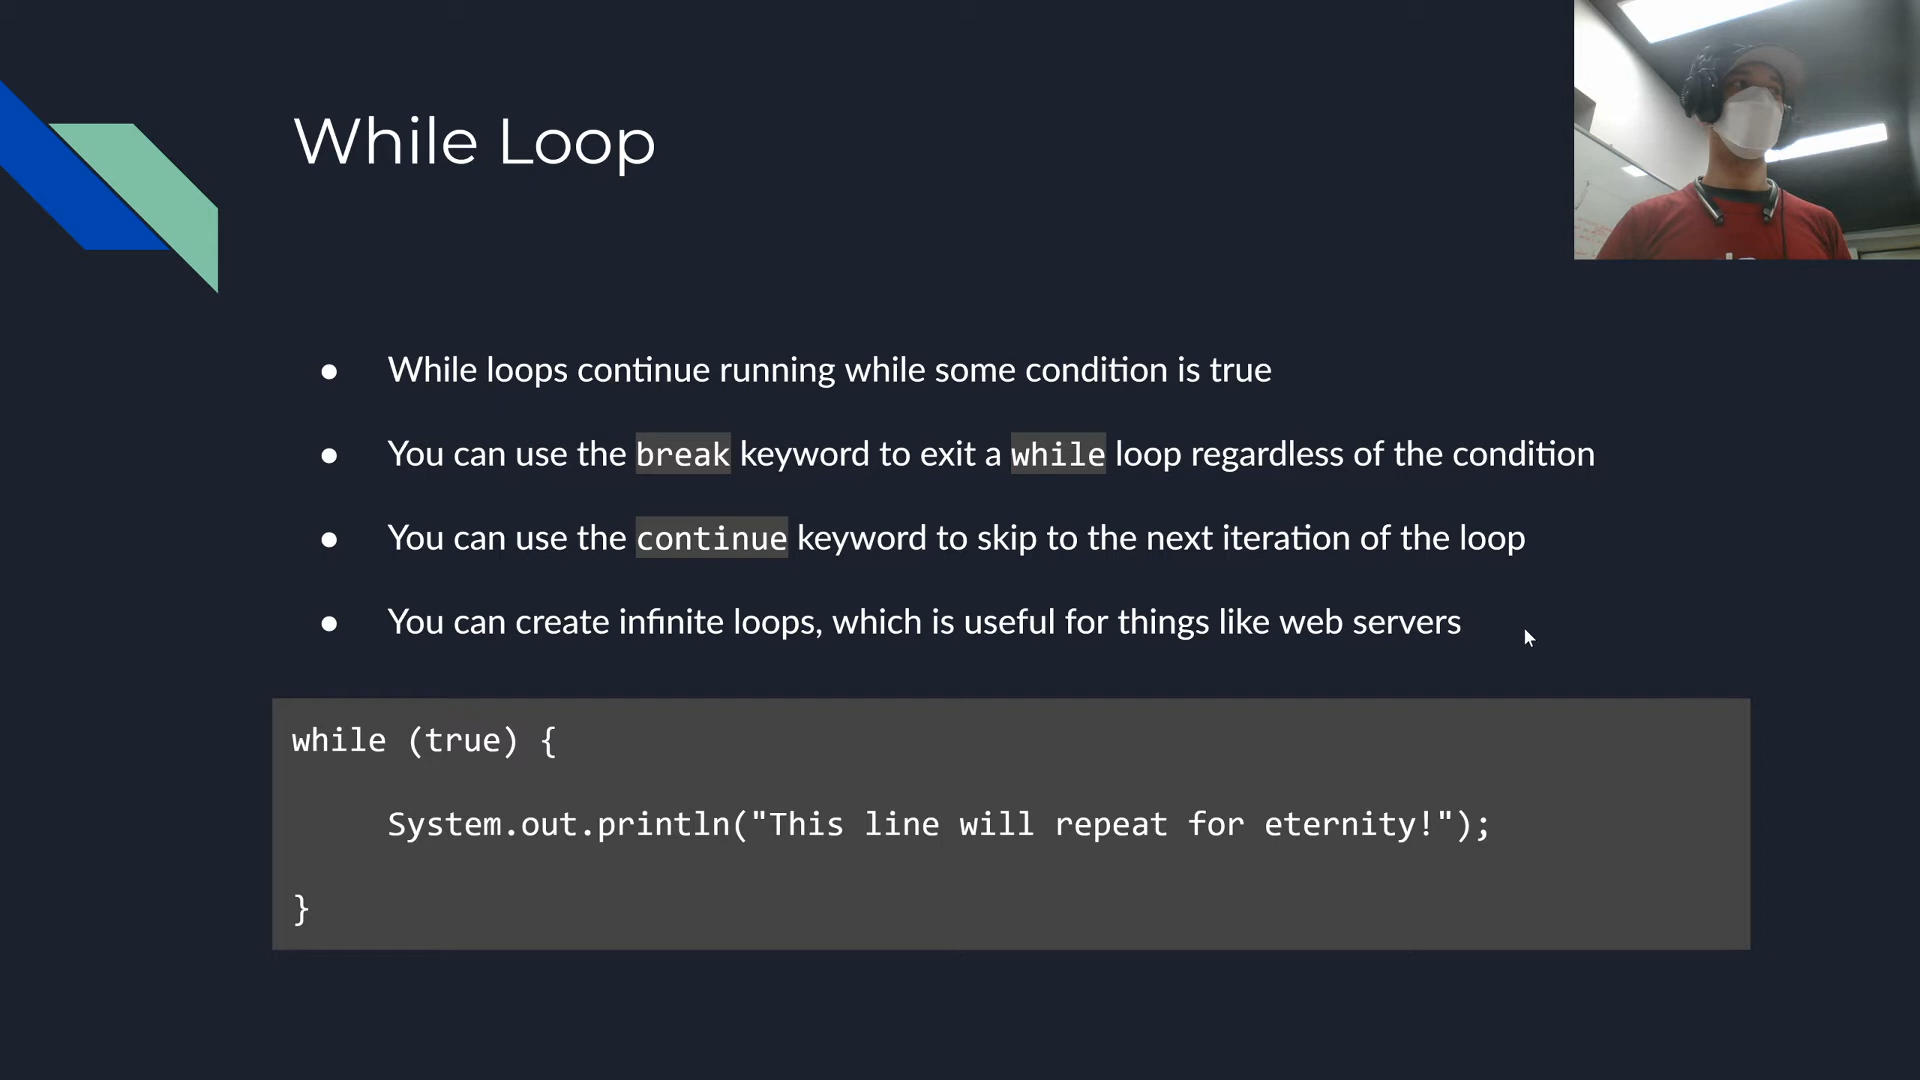 While Loop
● While loops continue running while some condition is true
● You can use the break keyword to exit a while loop regardless of the condition
● You can use the continue keyword to skip to the next iteration of the loop
● You can create infinite loops, which is useful for things like web servers
while (true) {
System.out.println("This line will repeat for eternity!");
}